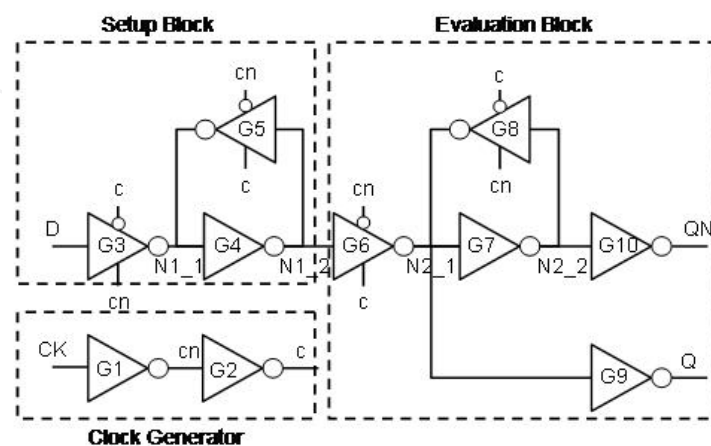 Setup Block
Evaluation Block
cn
c
G5
G8
c
cn
c
cn
D
G3
G4
G6
G7
G10
QN
N1_1
N1_2
N2_1
N2_2
cn
c
CK
G1
cn
G2
c
G9
Q
Clock Generator